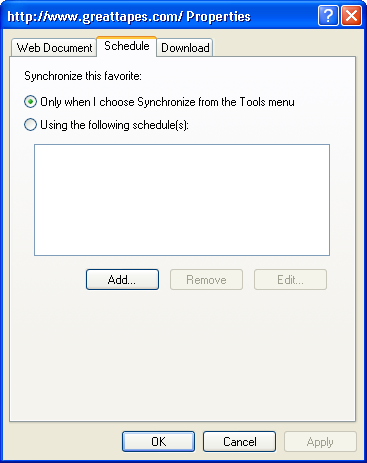 http://www.greattapes.com/ Properties
Web Document Schedule Download
Synchronize this favorite:
Only when I choose Synchronize from the Tools menu
Using the following schedule(s):
Add... Remove Edit...
OK Cancel Apply